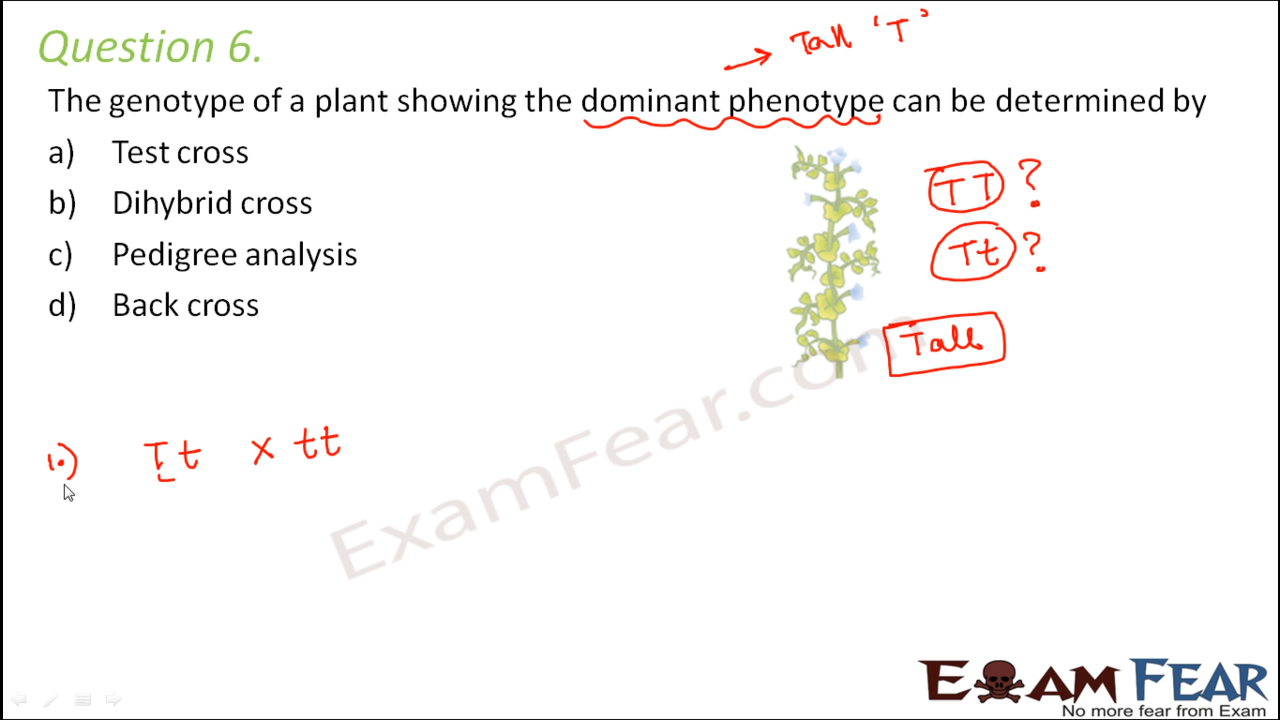 Question 6.
→ Tall 'T'
The genotype of a plant showing the dominant phenotype can be determined by
a) Test cross
b) Dihybrid cross
c) Pedigree analysis
d) Back cross
TT ?
Tt ?
Tall
1.) Tt x tt
ExamFear.com
EXAM FEAR
No more fear from Exam